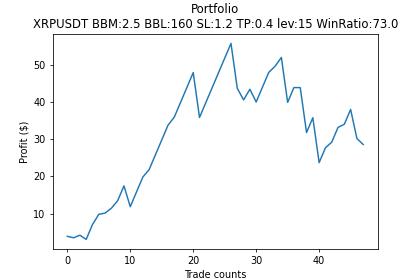 Portfolio
XRPUSDT BBM:2.5 BBL:160 SL:1.2 TP:0.4 lev:15 WinRatio:73.0
50
40
30
20
10
Profit ($)
0
10
20
30
40
Trade counts